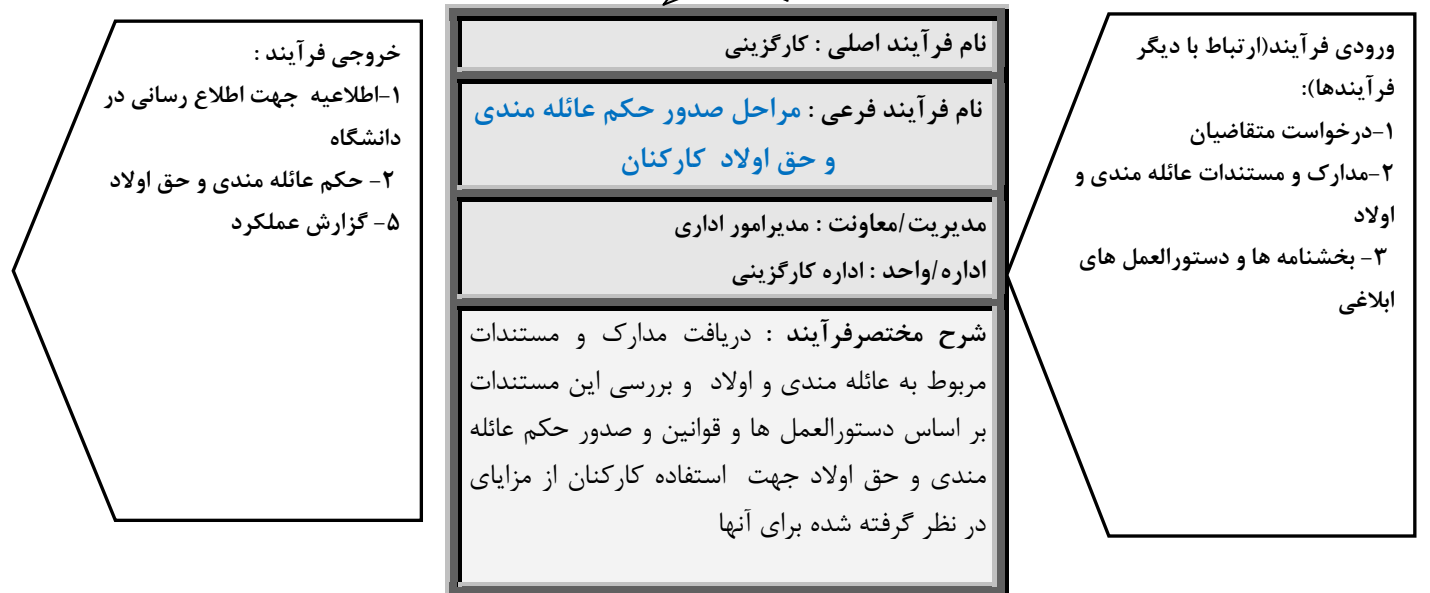 ورودی فرآیند(ارتباط با دیگر
فرآیندها):
۱-درخواست متقاضیان
۲-مدارک و مستندات عائله مندی و
اولاد
۳- بخشنامه ها و دستورالعمل های
ابلاغی
نام فرآیند اصلی : کارگزینی
نام فرآیند فرعی : مراحل صدور حکم عائله مندی
و حق اولاد کارکنان
مدیریت/معاونت : مدیرامور اداری
اداره/واحد : اداره کارگزینی
شرح مختصرفرآیند : دریافت مدارک و مستندات
مربوط به عائله مندی و اولاد و بررسی این مستندات
بر اساس دستورالعمل ها و قوانین و صدور حکم عائله
مندی و حق اولاد جهت استفاده کارکنان از مزایای
در نظر گرفته شده برای آنها
خروجی فرآیند :
۱-اطلاعیه جهت اطلاع رسانی در
دانشگاه
۲- حکم عائله مندی و حق اولاد
۵- گزارش عملکرد